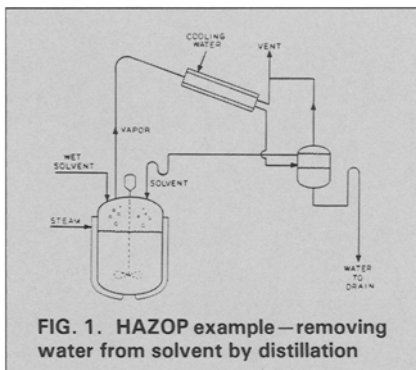 COOLING
WATER
VENT
VAPOR
WET
SOLVENT
SOLVENT
STEAM
WATER
TO
DRAIN
FIG. 1. HAZOP example—removing
water from solvent by distillation